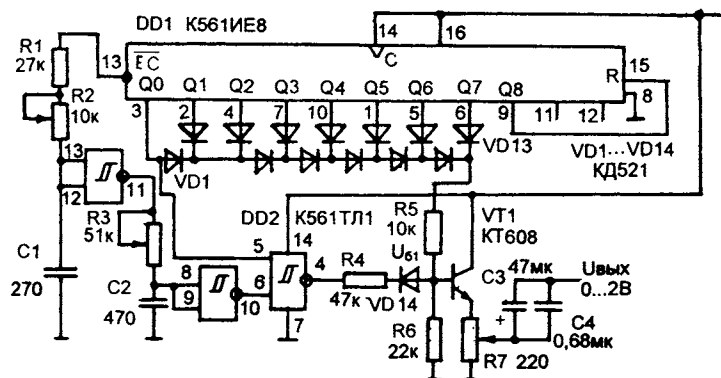 DD1 К561ИЕ8
14
16
R1
27к
13
EC
C
R
15
Q0
Q1
Q2
Q3
Q4
Q5
Q6
Q7
Q8
8
R2
10к
3
2
4
7
10
1
5
6
9
11
12
VD1
VD13
VD1...VD14
КД521
13
12
11
DD2
К561ТЛ1
R5
10к
VT1
КТ608
R3
51к
5
14
Uб1
C3
47мк
Uвых
0...2В
C1
270
C2
470
8
9
10
6
4
R4
47к
VD14
+
C4
0,68мк
7
R6
22к
R7 220